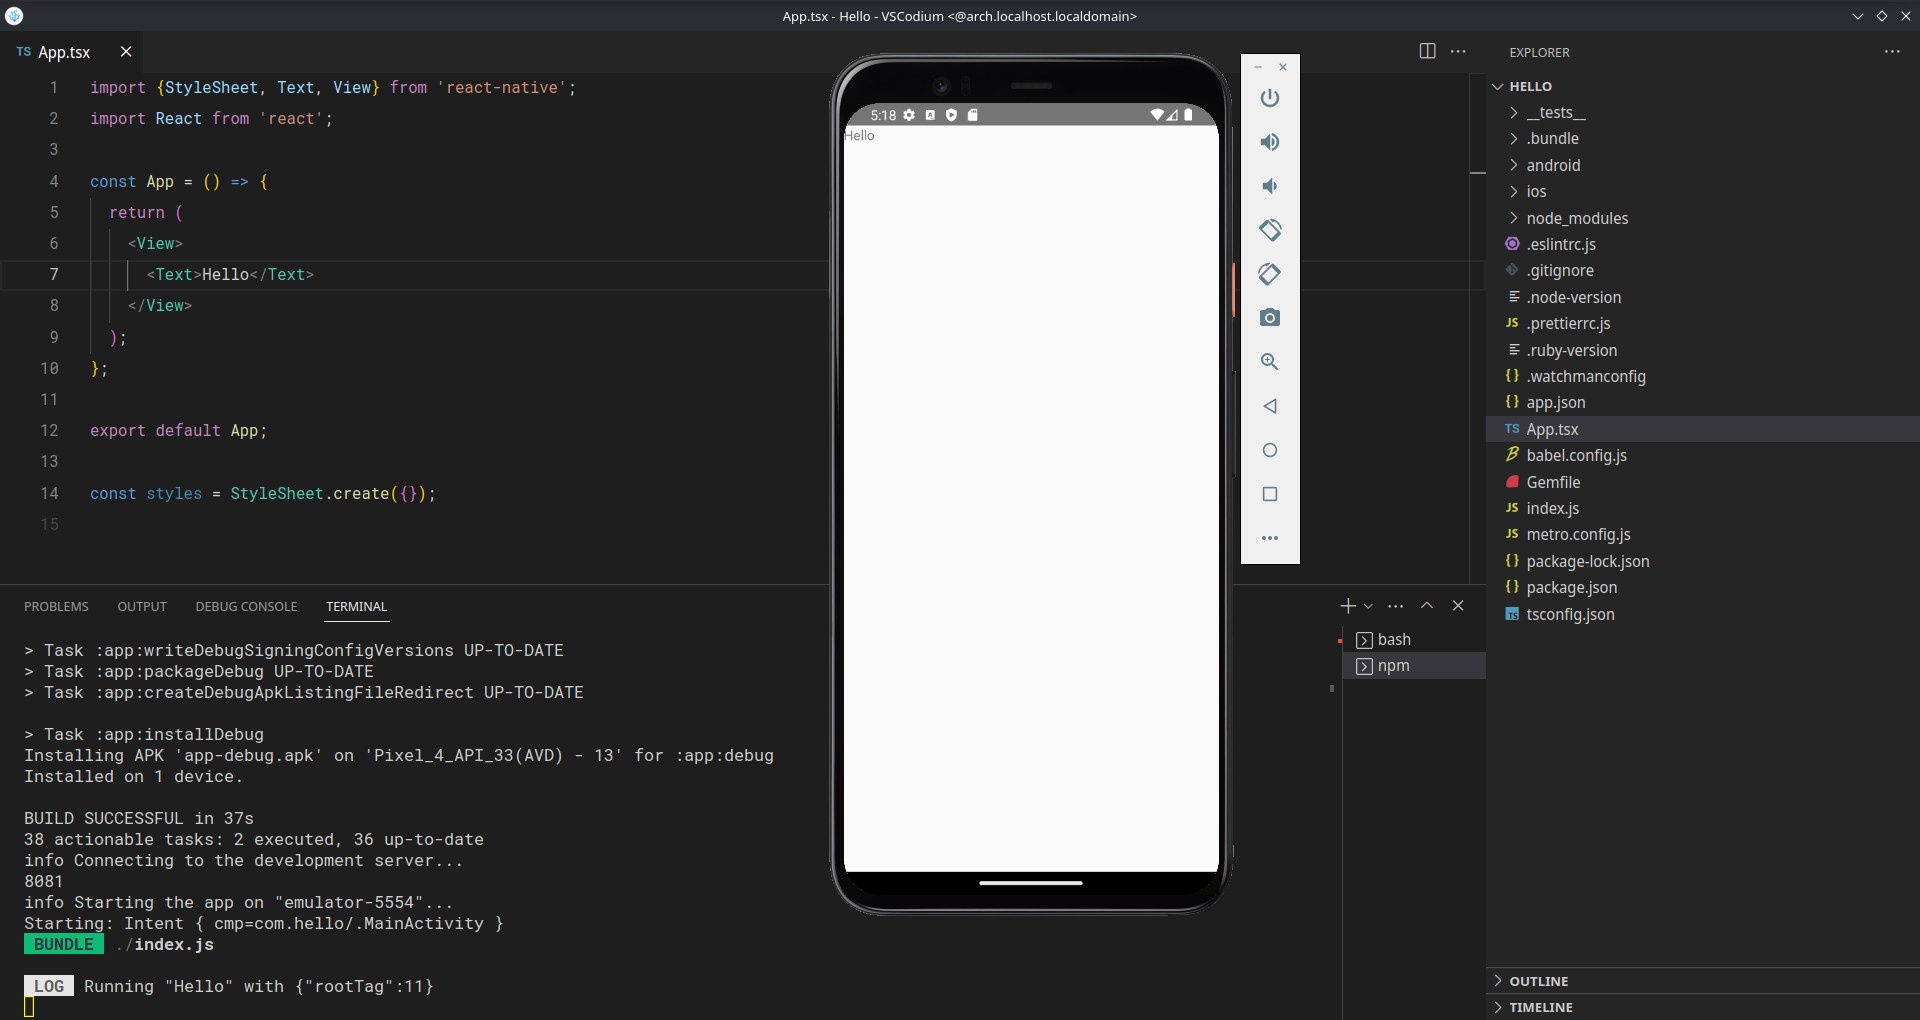 App.tsx - Hello - VSCodium <@arch.localhost.localdomain>
TS App.tsx
1 import {StyleSheet, Text, View} from 'react-native';
2 import React from 'react';
3
4 const App = () => {
5 return (
6 <View>
7 <Text>Hello</Text>
8 </View>
9 );
10 };
11
12 export default App;
13
14 const styles = StyleSheet.create({});
15
5:18
Hello
PROBLEMS OUTPUT DEBUG CONSOLE TERMINAL
> Task :app:writeDebugSigningConfigVersions UP-TO-DATE
> Task :app:packageDebug UP-TO-DATE
> Task :app:createDebugApkListingFileRedirect UP-TO-DATE
> Task :app:installDebug
Installing APK 'app-debug.apk' on 'Pixel_4_API_33(AVD) - 13' for :app:debug
Installed on 1 device.
BUILD SUCCESSFUL in 37s
38 actionable tasks: 2 executed, 36 up-to-date
info Connecting to the development server...
8081
info Starting the app on "emulator-5554"...
Starting: Intent { cmp=com.hello/.MainActivity }
BUNDLE ./index.js
LOG Running "Hello" with {"rootTag":11}
bash
npm
EXPLORER
HELLO
__tests__
.bundle
android
ios
node_modules
.eslintrc.js
.gitignore
.node-version
JS .prettierrc.js
.ruby-version
{} .watchmanconfig
{} app.json
TS App.tsx
babel.config.js
Gemfile
JS index.js
JS metro.config.js
{} package-lock.json
{} package.json
TS tsconfig.json
OUTLINE
TIMELINE